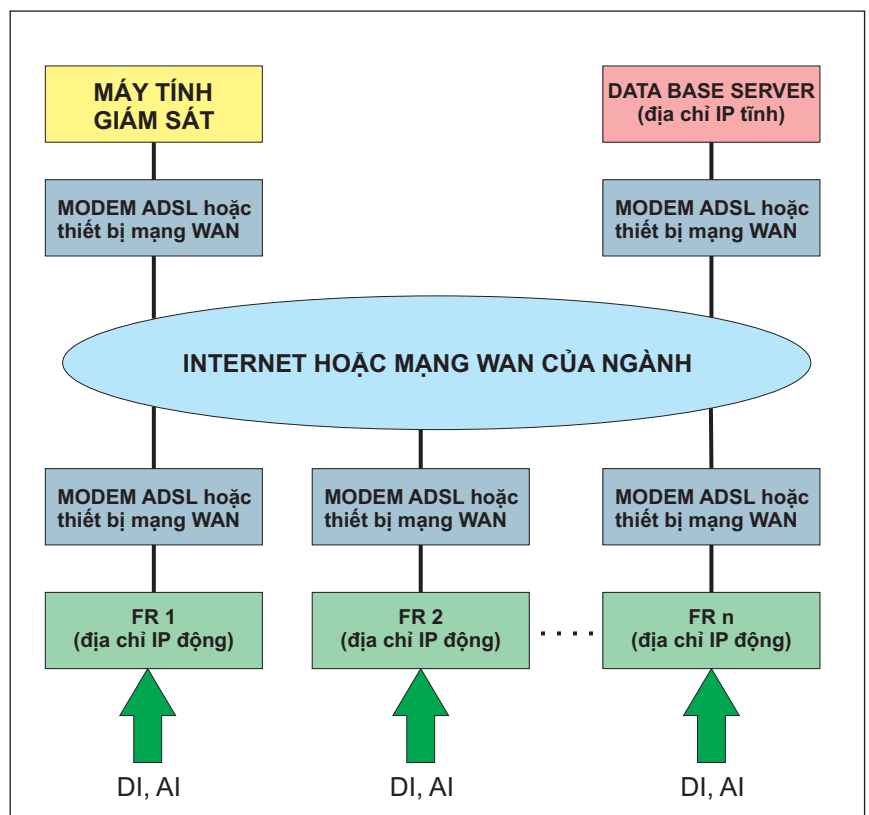 MÁY TÍNH
GIÁM SÁT
DATA BASE SERVER
(địa chỉ IP tĩnh)
MODEM ADSL hoặc
thiết bị mạng WAN
MODEM ADSL hoặc
thiết bị mạng WAN
INTERNET HOẶC MẠNG WAN CỦA NGÀNH
MODEM ADSL hoặc
thiết bị mạng WAN
MODEM ADSL hoặc
thiết bị mạng WAN
MODEM ADSL hoặc
thiết bị mạng WAN
FR 1
(địa chỉ IP động)
FR 2
(địa chỉ IP động)
. . . .
FR n
(địa chỉ IP động)
DI, AI
DI, AI
DI, AI